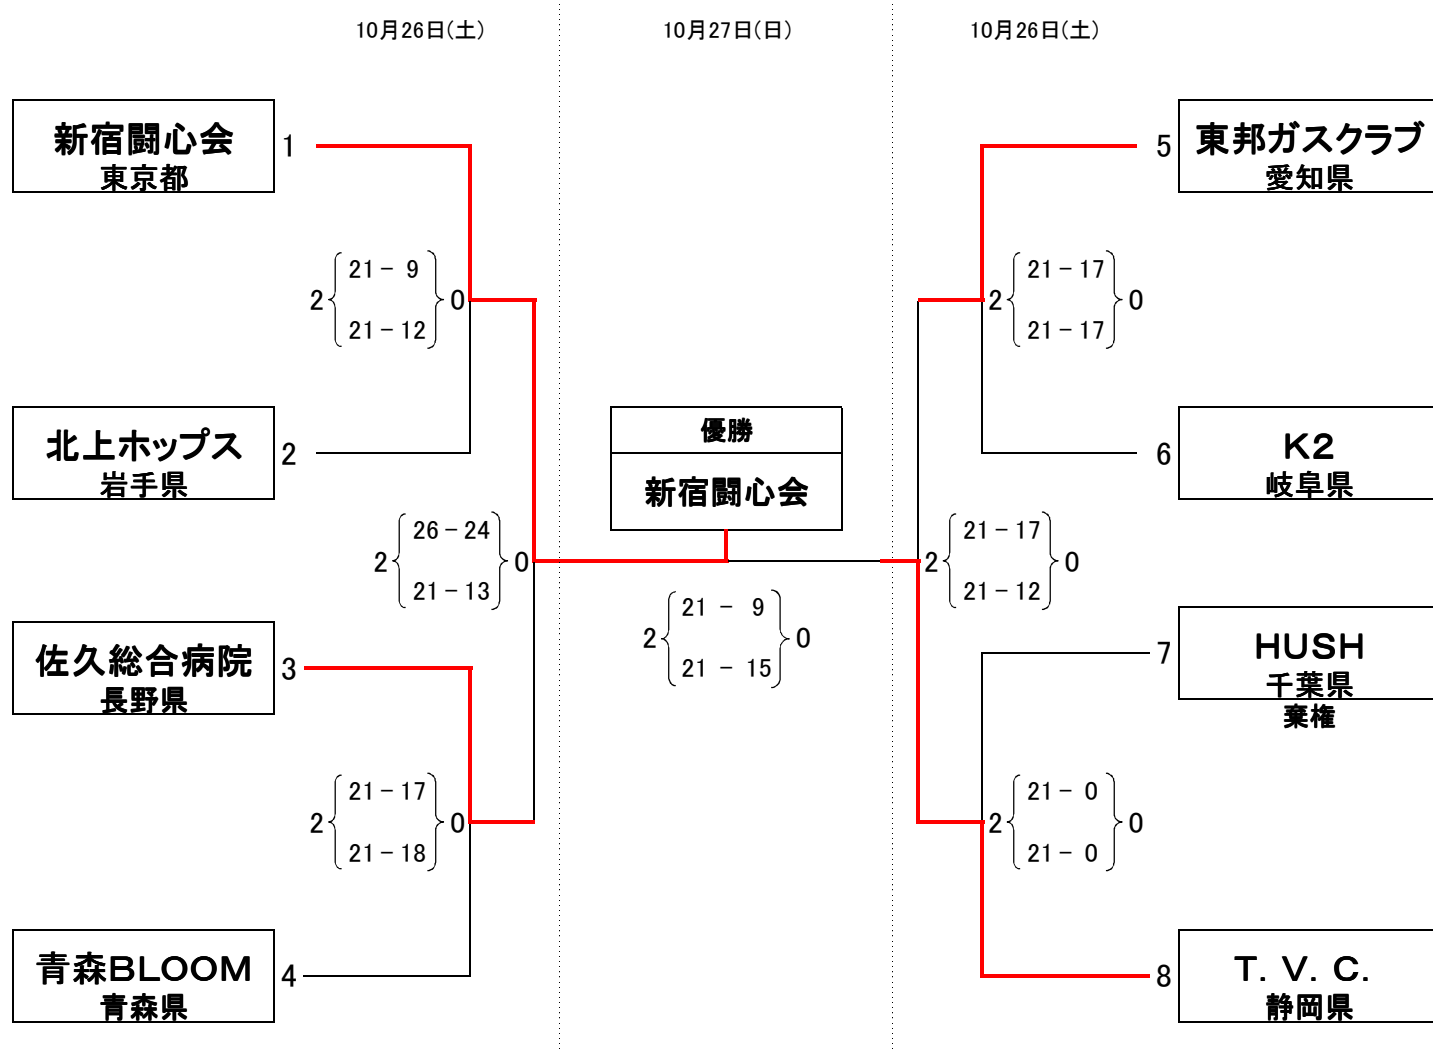 10月26日(土)
10月27日(日)
10月26日(土)
新宿闘心会
東京都
1
2
21－ 9
21－12
0
北上ホップス
岩手県
2
2
26－24
21－13
0
佐久総合病院
長野県
3
2
21－17
21－18
0
青森BLOOM
青森県
4
優勝
新宿闘心会
2
21 － 9
21 － 15
0
5
東邦ガスクラブ
愛知県
2
21－17
21－17
0
6
K2
岐阜県
2
21－17
21－12
0
7
HUSH
千葉県
棄権
2
21－ 0
21－ 0
0
8
T. V. C.
静岡県